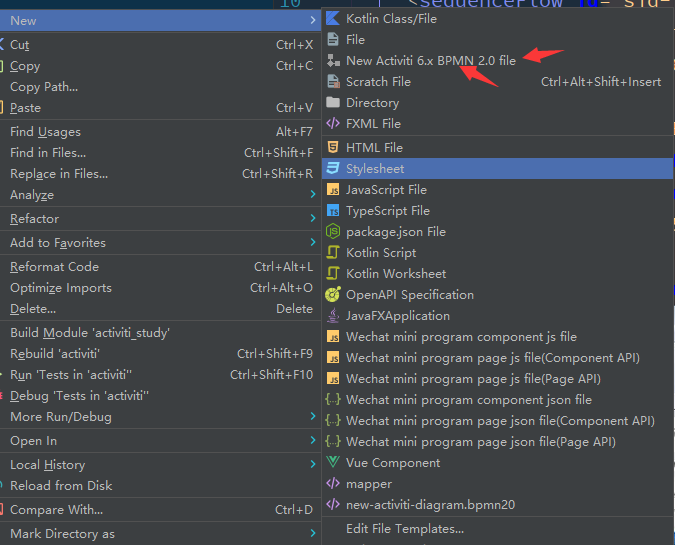 10 <sequenceFlow id="sid-
New
Cut Ctrl+X
Copy Ctrl+C
Copy Path...
Paste Ctrl+V
Find Usages Alt+F7
Find in Files... Ctrl+Shift+F
Replace in Files... Ctrl+Shift+R
Analyze
Refactor
Add to Favorites
Reformat Code Ctrl+Alt+L
Optimize Imports Ctrl+Alt+O
Delete... Delete
Build Module 'activiti_study'
Rebuild 'activiti' Ctrl+Shift+F9
Run 'Tests in 'activiti'' Ctrl+Shift+F10
Debug 'Tests in 'activiti''
More Run/Debug
Open In
Local History
Reload from Disk
Compare With... Ctrl+D
Mark Directory as
Kotlin Class/File
File
New Activiti 6.x BPMN 2.0 file
Scratch File Ctrl+Alt+Shift+Insert
Directory
FXML File
HTML File
Stylesheet
JavaScript File
TypeScript File
package.json File
Kotlin Script
Kotlin Worksheet
OpenAPI Specification
JavaFXApplication
Wechat mini program component js file
Wechat mini program page js file(Component API)
Wechat mini program page js file(Page API)
Wechat mini program component json file
Wechat mini program page json file(Component API)
Wechat mini program page json file(Page API)
Vue Component
mapper
new-activiti-diagram.bpmn20
Edit File Templates...